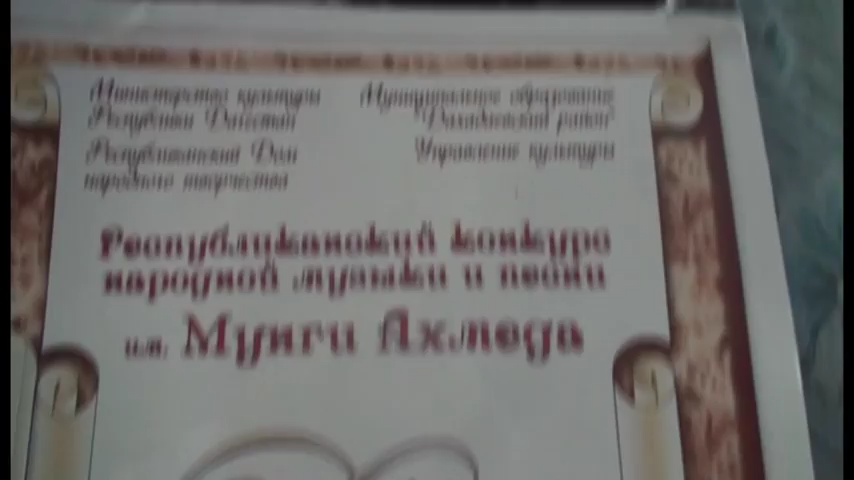 Министерство культуры
Республики Дагестан
Республиканский Дом
народного творчества
Муниципальное образование
"Дахадаевский район"
Управление культуры
Республиканский конкурс
народной музыки и песни
им. Мунги Ахмеда